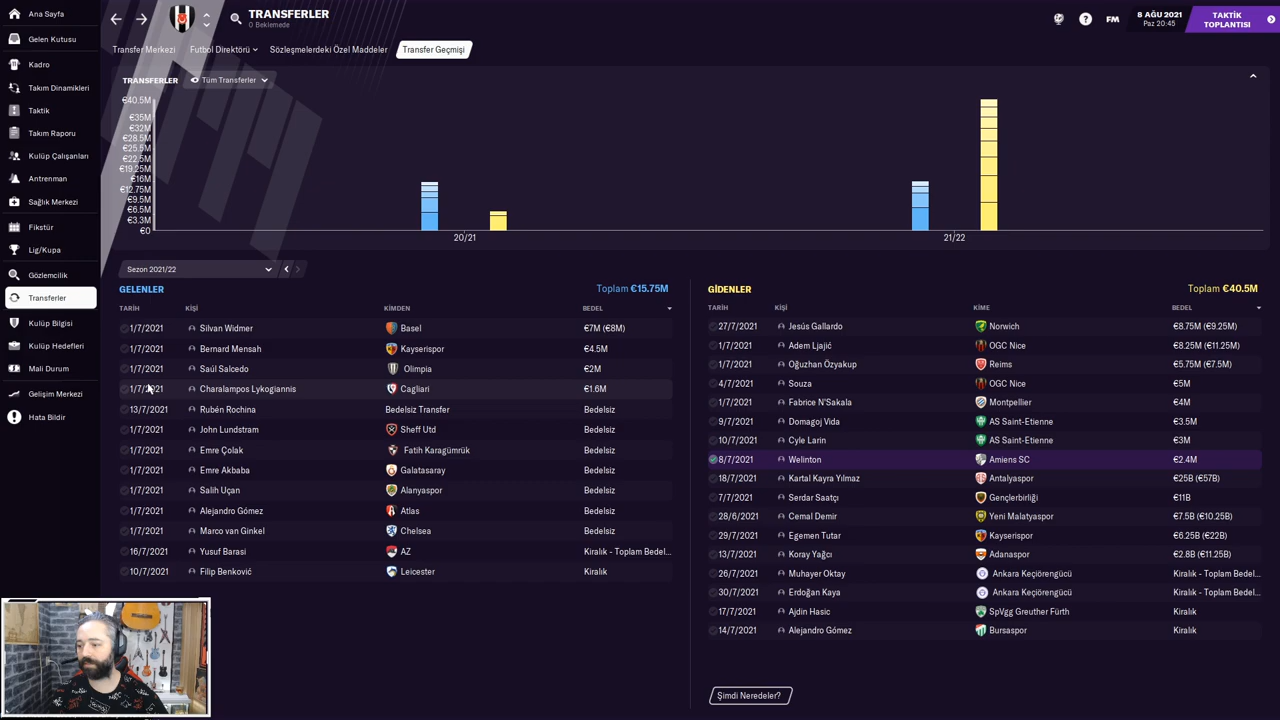 Ana Sayfa
Gelen Kutusu
Kadro
Takım Dinamikleri
Taktik
Takım Raporu
Kulüp Çalışanları
Antrenman
Sağlık Merkezi
Fikstür
Lig/Kupa
Gözlemcilik
Transferler
Kulüp Bilgisi
Kulüp Hedefleri
Mali Durum
Gelişim Merkezi
Hata Bildir
TRANSFERLER
0 Beklemede
FM
8 AĞU 2021
Paz 20:45
TAKTİK TOPLANTISI
Transfer Merkezi Futbol Direktörü Sözleşmelerdeki Özel Maddeler Transfer Geçmişi
TRANSFERLER Tüm Transferler
€40.5M
€35M
€32M
€28.5M
€25.5M
€22.5M
€19.25M
€16M
€12.75M
€9.5M
€6.5M
€3.3M
€0
20/21 21/22
Sezon 2021/22
GELENLER Toplam €15.75M
TARİH KİŞİ KİMDEN BEDEL
1/7/2021 Silvan Widmer Basel €7M (€8M)
1/7/2021 Bernard Mensah Kayserispor €4.5M
1/7/2021 Saúl Salcedo Olimpia €2M
1/7/2021 Charalampos Lykogiannis Cagliari €1.6M
13/7/2021 Rubén Rochina Bedelsiz Transfer Bedelsiz
1/7/2021 John Lundstram Sheff Utd Bedelsiz
1/7/2021 Emre Çolak Fatih Karagümrük Bedelsiz
1/7/2021 Emre Akbaba Galatasaray Bedelsiz
1/7/2021 Salih Uçan Alanyaspor Bedelsiz
1/7/2021 Alejandro Gómez Atlas Bedelsiz
1/7/2021 Marco van Ginkel Chelsea Bedelsiz
16/7/2021 Yusuf Barasi AZ Kiralık - Toplam Bedel...
10/7/2021 Filip Benković Leicester Kiralık
GİDENLER Toplam €40.5M
TARİH KİŞİ KİME BEDEL
27/7/2021 Jesús Gallardo Norwich €8.75M (€9.25M)
1/7/2021 Adem Ljajić OGC Nice €8.25M (€11.25M)
1/7/2021 Oğuzhan Özyakup Reims €5.75M (€7.5M)
4/7/2021 Souza OGC Nice €5M
1/7/2021 Fabrice N'Sakala Montpellier €4M
9/7/2021 Domagoj Vida AS Saint-Etienne €3.5M
10/7/2021 Cyle Larin AS Saint-Etienne €3M
8/7/2021 Welinton Amiens SC €2.4M
18/7/2021 Kartal Kayra Yılmaz Antalyaspor €25B (€57B)
7/7/2021 Serdar Saatçı Gençlerbirliği €11B
28/6/2021 Cemal Demir Yeni Malatyaspor €7.5B (€10.25B)
29/7/2021 Egemen Tutar Kayserispor €6.25B (€22B)
13/7/2021 Koray Yağcı Adanaspor €2.8B (€11.25B)
26/7/2021 Muhayer Oktay Ankara Keçiörengücü Kiralık - Toplam Bedel...
30/7/2021 Erdoğan Kaya Ankara Keçiörengücü Kiralık - Toplam Bedel...
17/7/2021 Ajdin Hasic SpVgg Greuther Fürth Kiralık
14/7/2021 Alejandro Gómez Bursaspor Kiralık
Şimdi Neredeler?